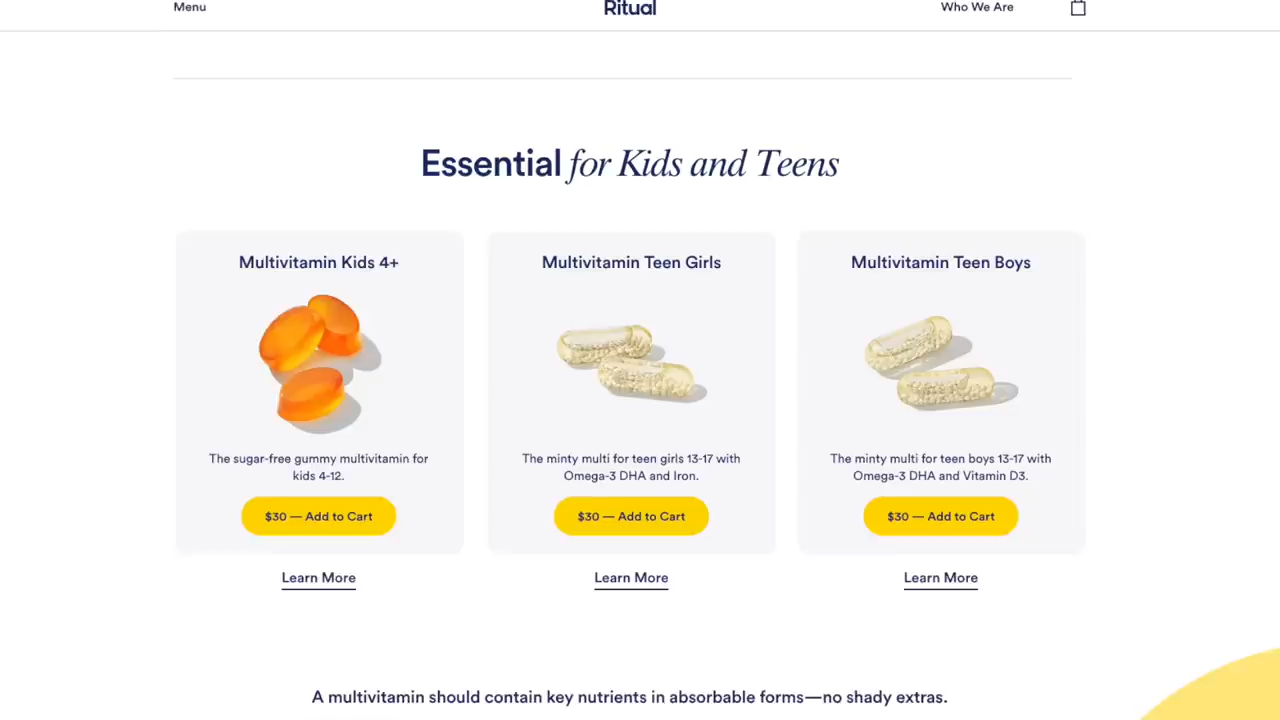 Menu
Ritual
Who We Are
Essential for Kids and Teens
Multivitamin Kids 4+
The sugar-free gummy multivitamin for
kids 4-12.
$30 — Add to Cart
Learn More
Multivitamin Teen Girls
The minty multi for teen girls 13-17 with
Omega-3 DHA and Iron.
$30 — Add to Cart
Learn More
Multivitamin Teen Boys
The minty multi for teen boys 13-17 with
Omega-3 DHA and Vitamin D3.
$30 — Add to Cart
Learn More
A multivitamin should contain key nutrients in absorbable forms—no shady extras.